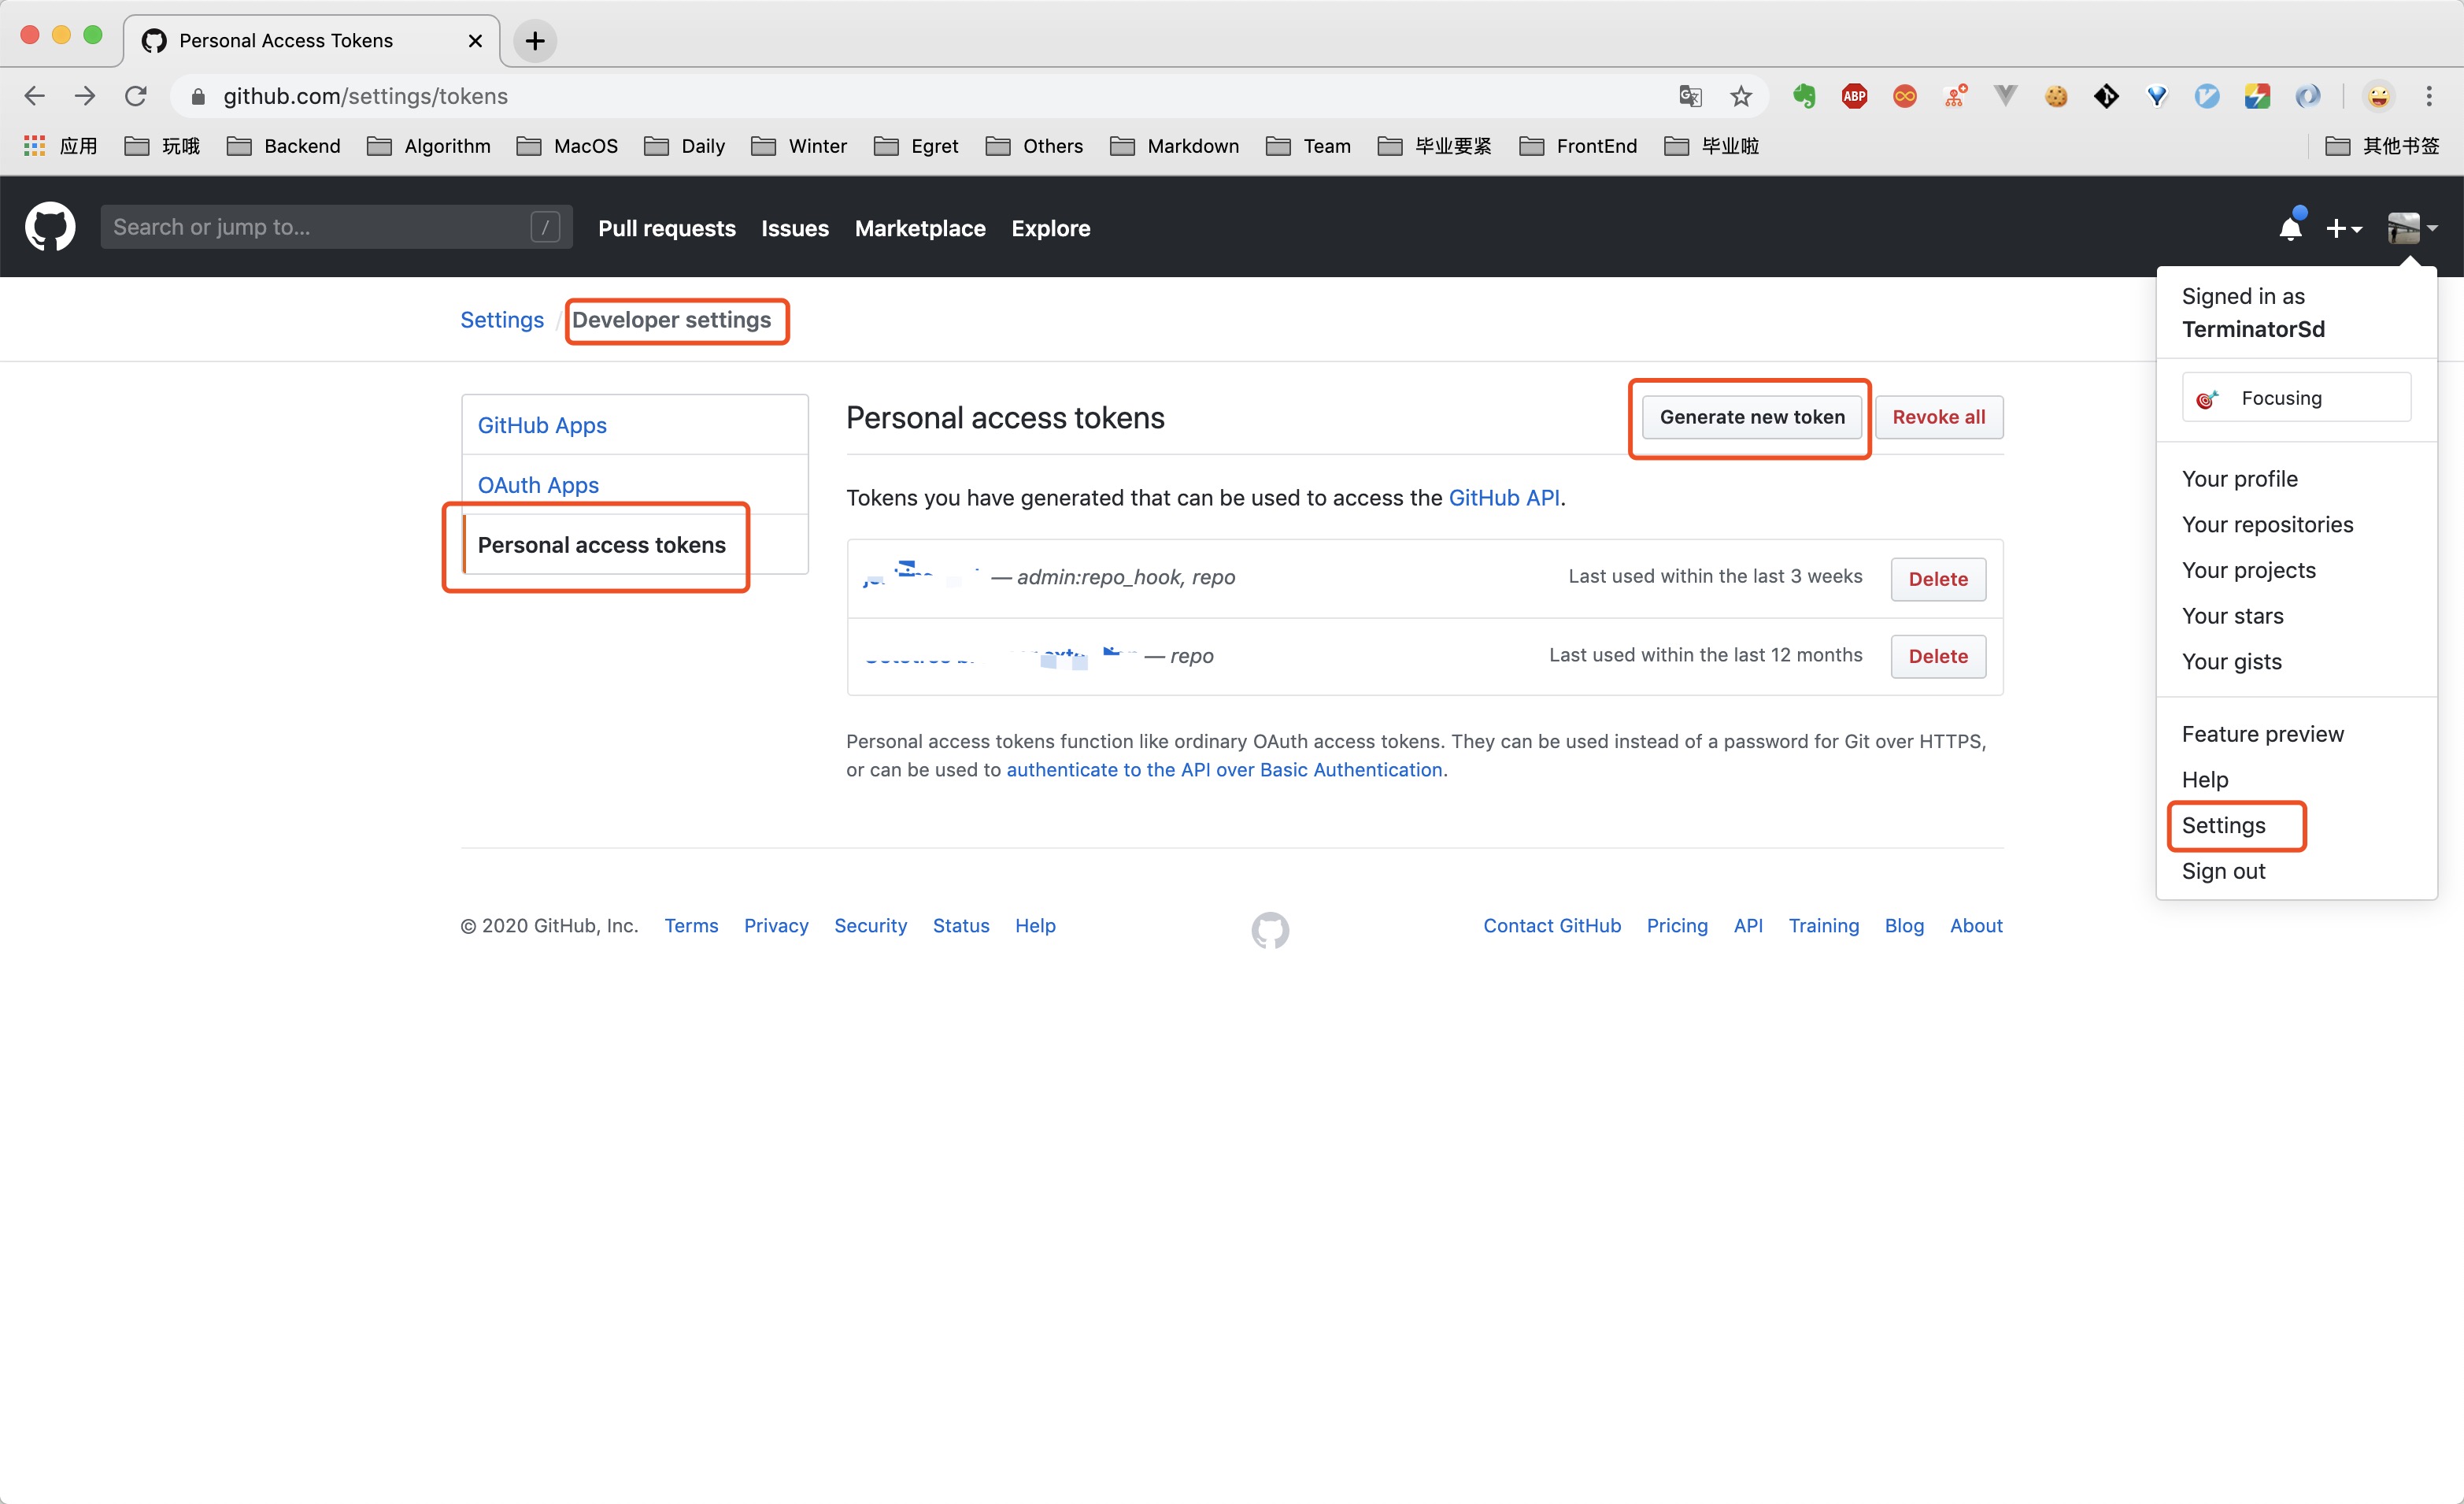 Personal Access Tokens
github.com/settings/tokens
ABP
应用 玩哦 Backend Algorithm MacOS Daily Winter Egret Others Markdown Team 毕业要紧 FrontEnd 毕业啦 其他书签
Search or jump to... / Pull requests Issues Marketplace Explore
Signed in as
TerminatorSd
Focusing
Your profile
Your repositories
Your projects
Your stars
Your gists
Feature preview
Help
Settings
Sign out
Settings / Developer settings
GitHub Apps
OAuth Apps
Personal access tokens
Personal access tokens Generate new token Revoke all
Tokens you have generated that can be used to access the GitHub API.
— admin:repo_hook, repo Last used within the last 3 weeks Delete
— repo Last used within the last 12 months Delete
Personal access tokens function like ordinary OAuth access tokens. They can be used instead of a password for Git over HTTPS,
or can be used to authenticate to the API over Basic Authentication.
© 2020 GitHub, Inc. Terms Privacy Security Status Help Contact GitHub Pricing API Training Blog About